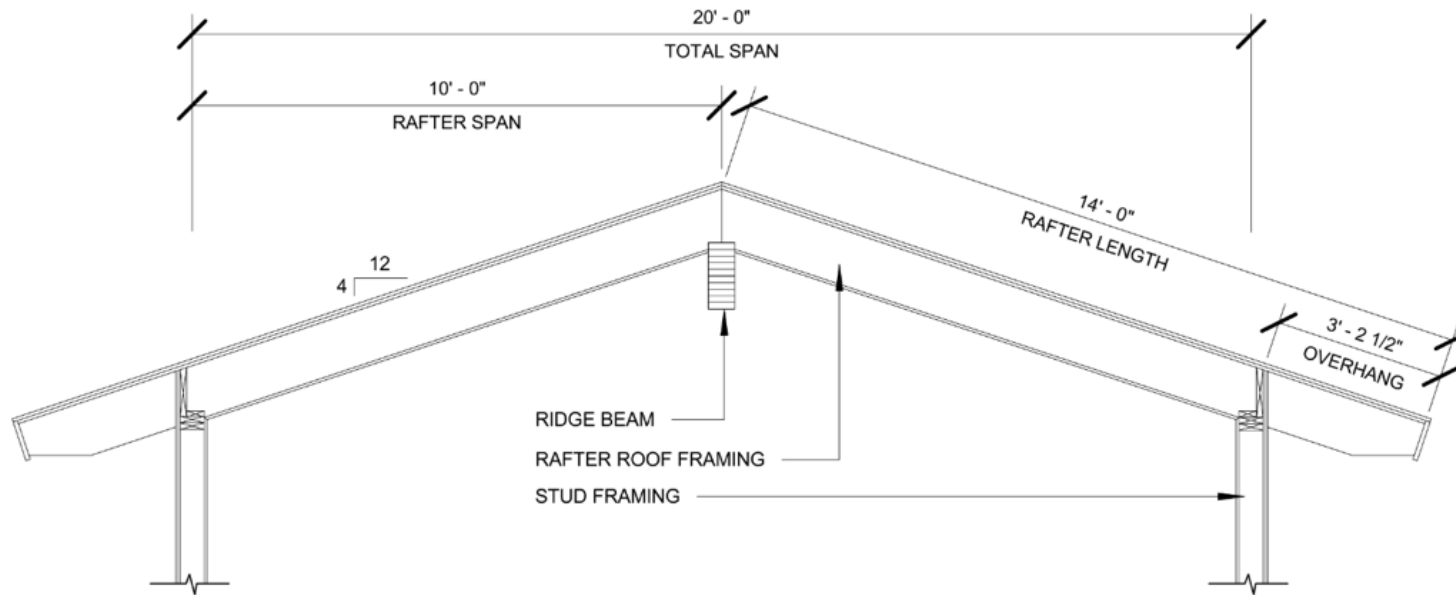 20' - 0"
TOTAL SPAN
10' - 0"
RAFTER SPAN
14' - 0"
RAFTER LENGTH
12
4
3' - 2 1/2"
OVERHANG
RIDGE BEAM
RAFTER ROOF FRAMING
STUD FRAMING